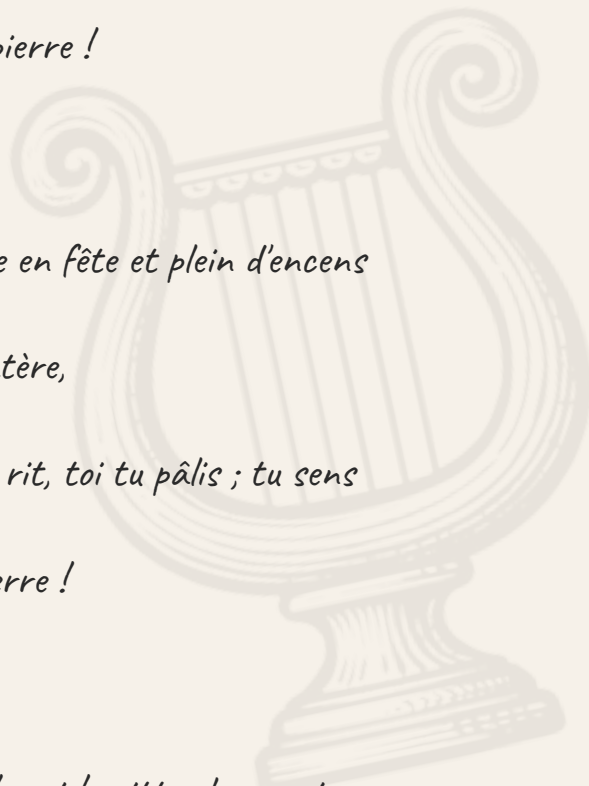 pierre !
e en fête et plein d'encens
tère,
rit, toi tu pâlis ; tu sens
erre !